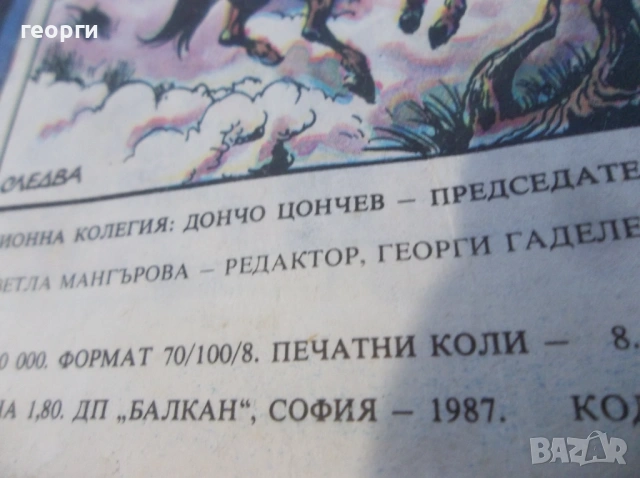 георги
СЛЕДВА
ИОННА КОЛЕГИЯ: ДОНЧО ЦОНЧЕВ – ПРЕДСЕДАТЕ
ВЕТЛА МАНГЪРОВА – РЕДАКТОР, ГЕОРГИ ГАДЕЛЕ
0 000. ФОРМАТ 70/100/8. ПЕЧАТНИ КОЛИ – 8.
НА 1,80. ДП „БАЛКАН“, СОФИЯ – 1987. КОД
bazar